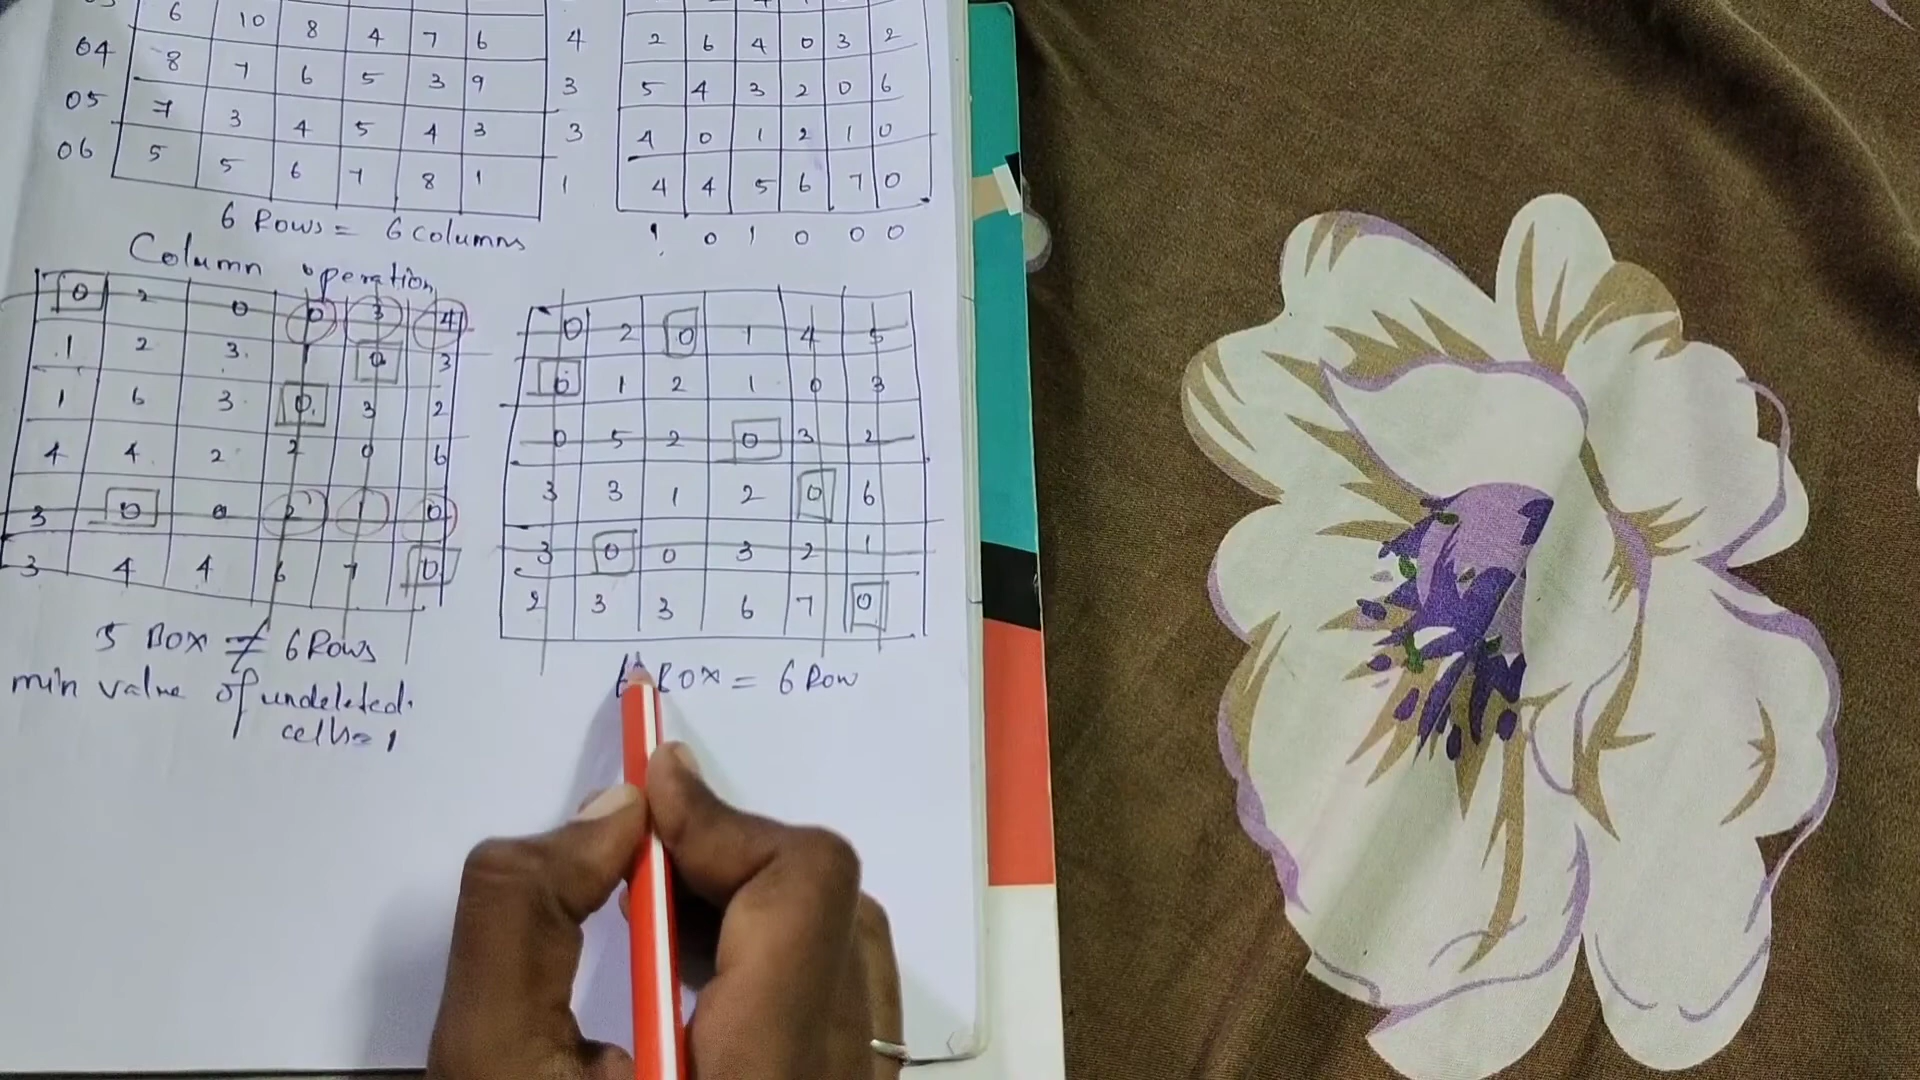 6 10 8 4 7 6 4
04 8 7 6 5 3 9 3
05 7 3 4 5 4 3 3
06 5 5 6 7 8 1 1
6 Rows = 6 columns
2 6 4 0 3 2
5 4 3 2 0 6
4 0 1 2 1 0
4 4 5 6 7 0
1 0 1 0 0 0
Column operation
0 2 0 0 3 4
1 2 3 1 0 3
1 6 3 0 3 2
4 4 2 2 0 6
3 0 0 2 1 0
3 4 4 6 7 0
5 Box ≠ 6 Rows
min value of undeleted
cells = 1
0 2 0 1 4 5
0 1 2 1 0 3
0 5 2 0 3 2
3 3 1 2 0 6
3 0 0 3 2 1
2 3 3 6 7 0
6 Box = 6 Row